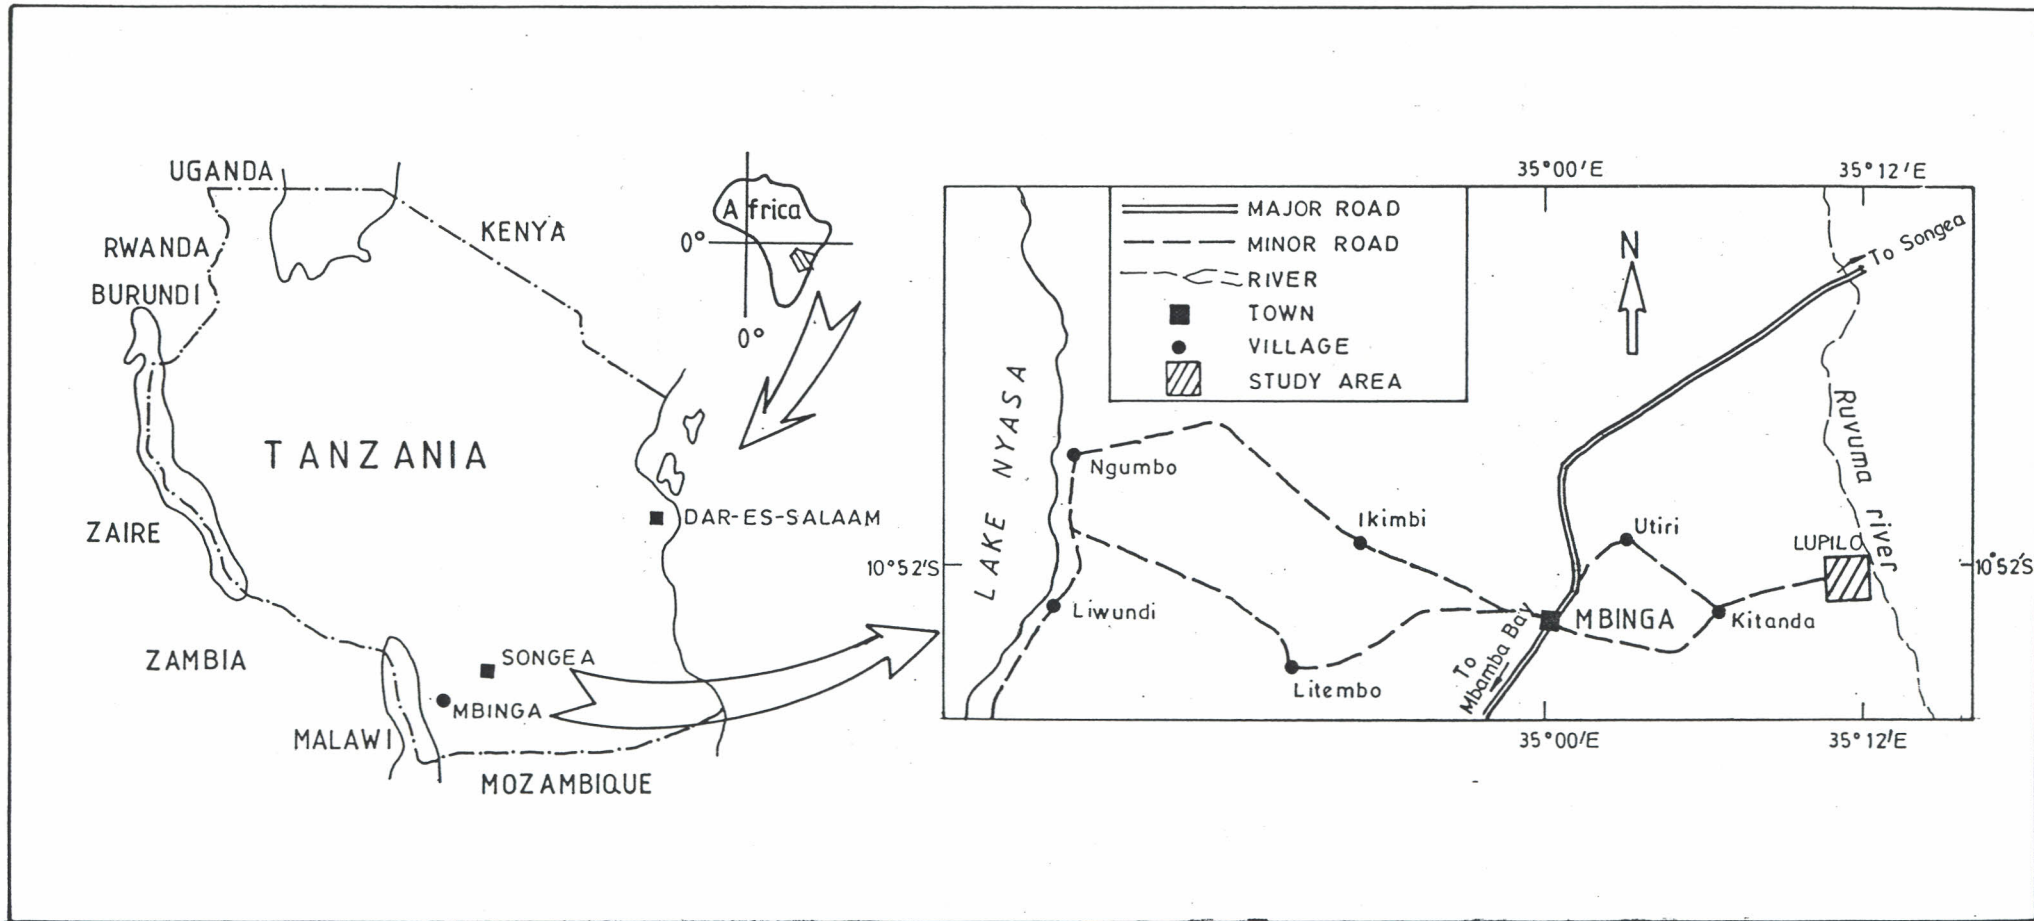 UGANDA
RWANDA
BURUNDI
KENYA
TANZANIA
DAR-ES-SALAAM
ZAIRE
ZAMBIA
SONGEA
MBINGA
MALAWI
MOZAMBIQUE
Africa
0°
0°
35°00'E
35°12'E
MAJOR ROAD
MINOR ROAD
RIVER
TOWN
VILLAGE
STUDY AREA
N
To Songea
LAKE NYASA
Ngumbo
Ikimbi
Utiri
Ruvuma river
LUPILO
10°52'S
10°52'S
Liwundi
MBINGA
Kitanda
Litembo
To
Mbamba Bay
35°00'E
35°12'E